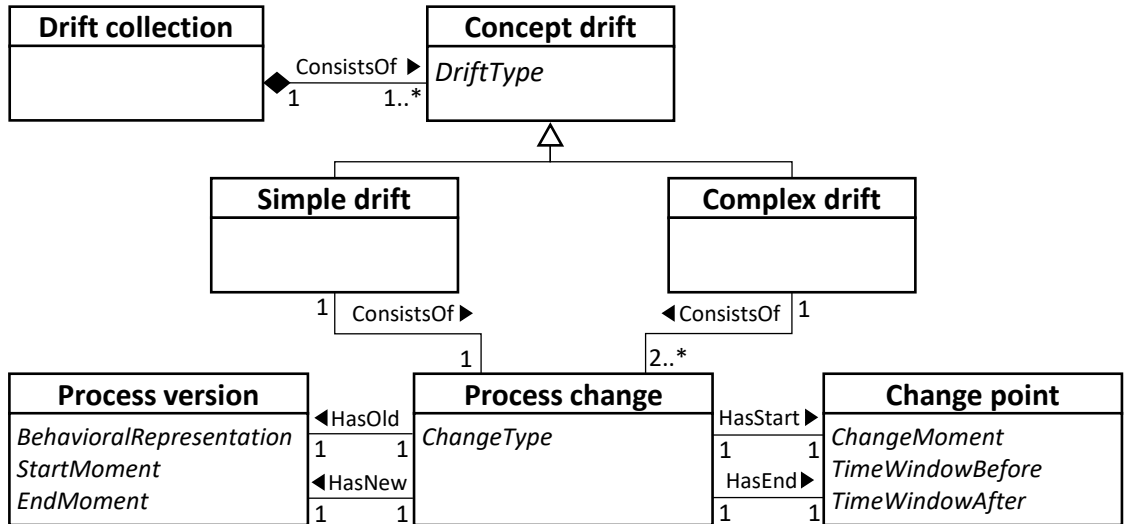 Drift collection
Concept drift
DriftType
ConsistsOf ▶
1
1..*
Simple drift
Complex drift
1
ConsistsOf ▶
1
◀ ConsistsOf
1
2..*
Process version
BehavioralRepresentation
StartMoment
EndMoment
◀ HasOld
1
1
◀ HasNew
1
1
Process change
ChangeType
HasStart ▶
1
1
HasEnd ▶
1
1
Change point
ChangeMoment
TimeWindowBefore
TimeWindowAfter